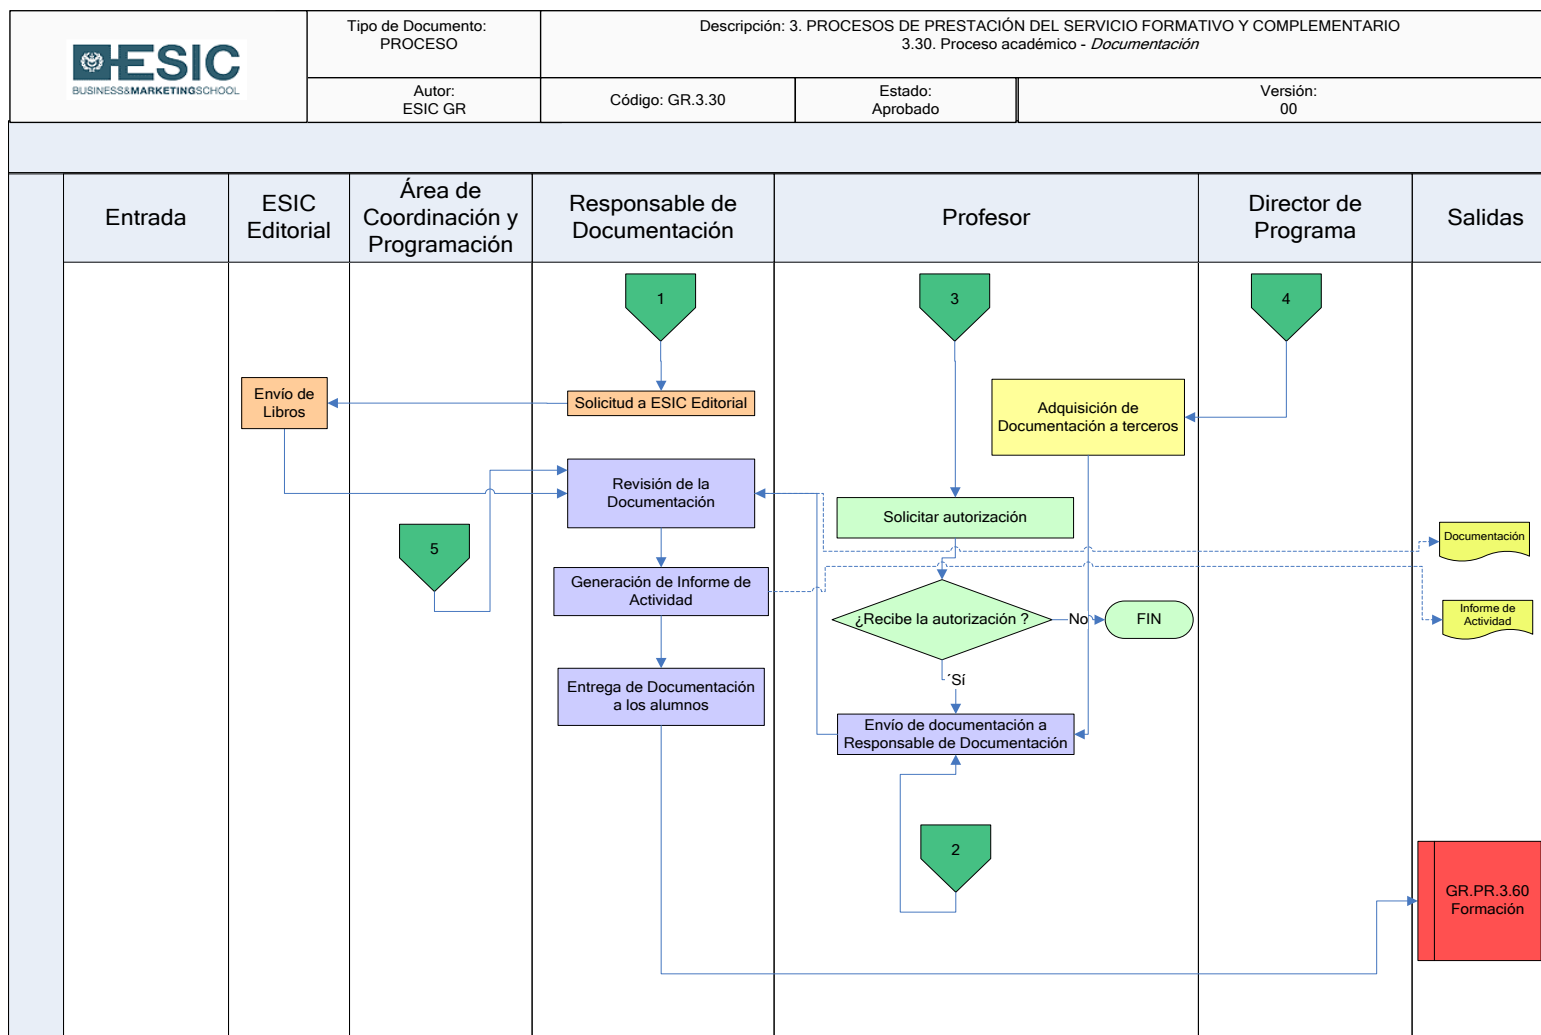 ESIC
BUSINESS&MARKETINGSCHOOL
Tipo de Documento:
PROCESO
Descripción: 3. PROCESOS DE PRESTACIÓN DEL SERVICIO FORMATIVO Y COMPLEMENTARIO
3.30. Proceso académico - Documentación
Autor:
ESIC GR
Código: GR.3.30
Estado:
Aprobado
Versión:
00
Entrada
ESIC
Editorial
Área de
Coordinación y
Programación
Responsable de
Documentación
Profesor
Director de
Programa
Salidas
1
3
4
Envío de
Libros
Solicitud a ESIC Editorial
Adquisición de
Documentación a terceros
Revisión de la
Documentación
Solicitar autorización
5
Documentación
Generación de Informe de
Actividad
¿Recibe la autorización ?
No
FIN
Informe de
Actividad
´Sí
Entrega de Documentación
a los alumnos
Envío de documentación a
Responsable de Documentación
2
GR.PR.3.60
Formación